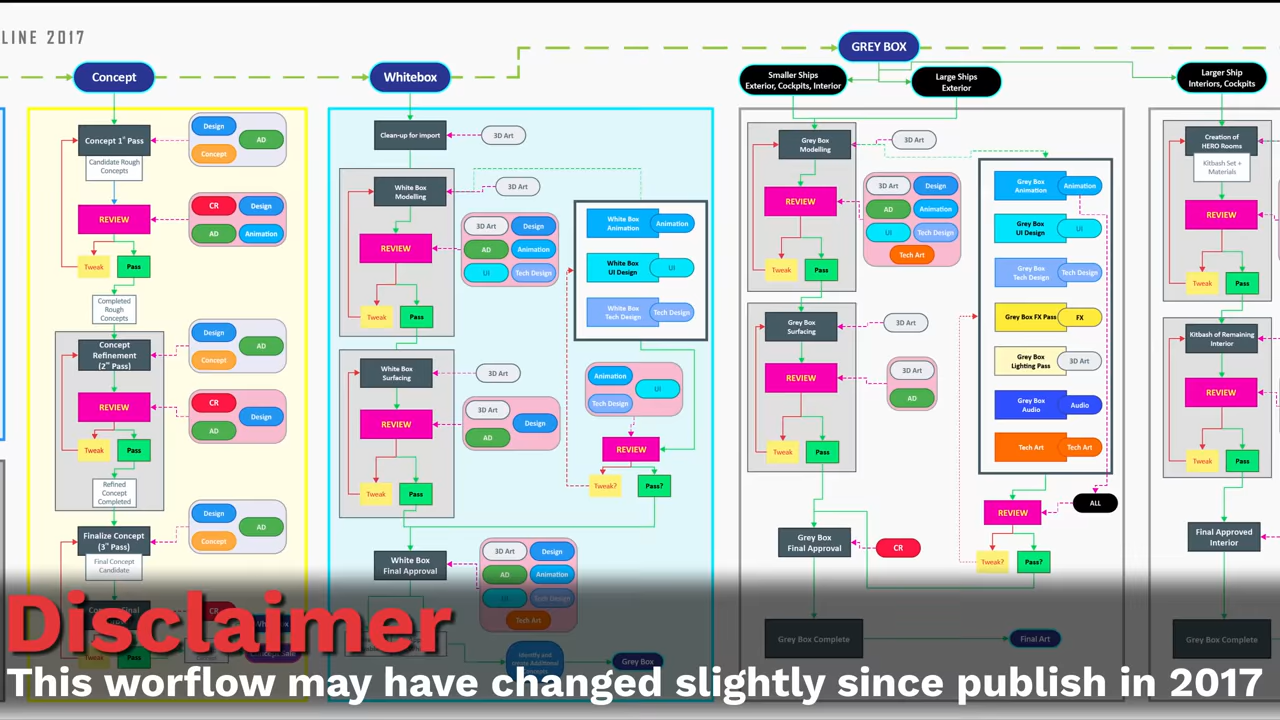 LINE 2017
Concept
Concept 1st Pass
Candidate Rough
Concepts
Design
AD
Concept
REVIEW
CR
Design
AD
Animation
Tweak
Pass
Completed
Rough
Concepts
Concept
Refinement
(2nd Pass)
Design
AD
Concept
REVIEW
CR
Design
AD
Tweak
Pass
Refined
Concept
Completed
Finalize Concept
(3rd Pass)
Final Concept
Candidate
Design
AD
Concept
CR
Tweak
Pass
Whitebox
Clean-up for import
3D Art
White Box
Modelling
3D Art
REVIEW
3D Art
Design
AD
Animation
UI
Tech Design
Tweak
Pass
White Box
Surfacing
3D Art
REVIEW
3D Art
Design
AD
Tweak
Pass
White Box
Animation
Animation
White Box
UI Design
UI
White Box
Tech Design
Tech Design
Animation
UI
Tech Design
REVIEW
Tweak?
Pass?
White Box
Final Approval
3D Art
Design
AD
Animation
UI
Tech Design
Tech Art
Identify and
Grey Box
GREY BOX
Smaller Ships
Exterior, Cockpits, Interior
Large Ships
Exterior
Grey Box
Modelling
3D Art
REVIEW
3D Art
Design
AD
Animation
UI
Tech Design
Tech Art
Tweak
Pass
Grey Box
Surfacing
3D Art
REVIEW
3D Art
AD
Tweak
Pass
Grey Box
Animation
Animation
Grey Box
UI Design
UI
Grey Box
Tech Design
Tech Design
Grey Box FX Pass
FX
Grey Box
Lighting Pass
3D Art
Grey Box
Audio
Audio
Tech Art
Tech Art
REVIEW
ALL
Tweak?
Pass?
Grey Box
Final Approval
CR
Grey Box Complete
Final Art
Larger Ship
Interiors, Cockpits
Creation of
HERO Rooms
Kitbash Set +
Materials
REVIEW
Tweak
Pass
Kitbash of Remaining
Interior
REVIEW
Tweak
Pass
Final Approved
Interior
Grey Box Complete
Disclaimer
This worflow may have changed slightly since publish in 2017